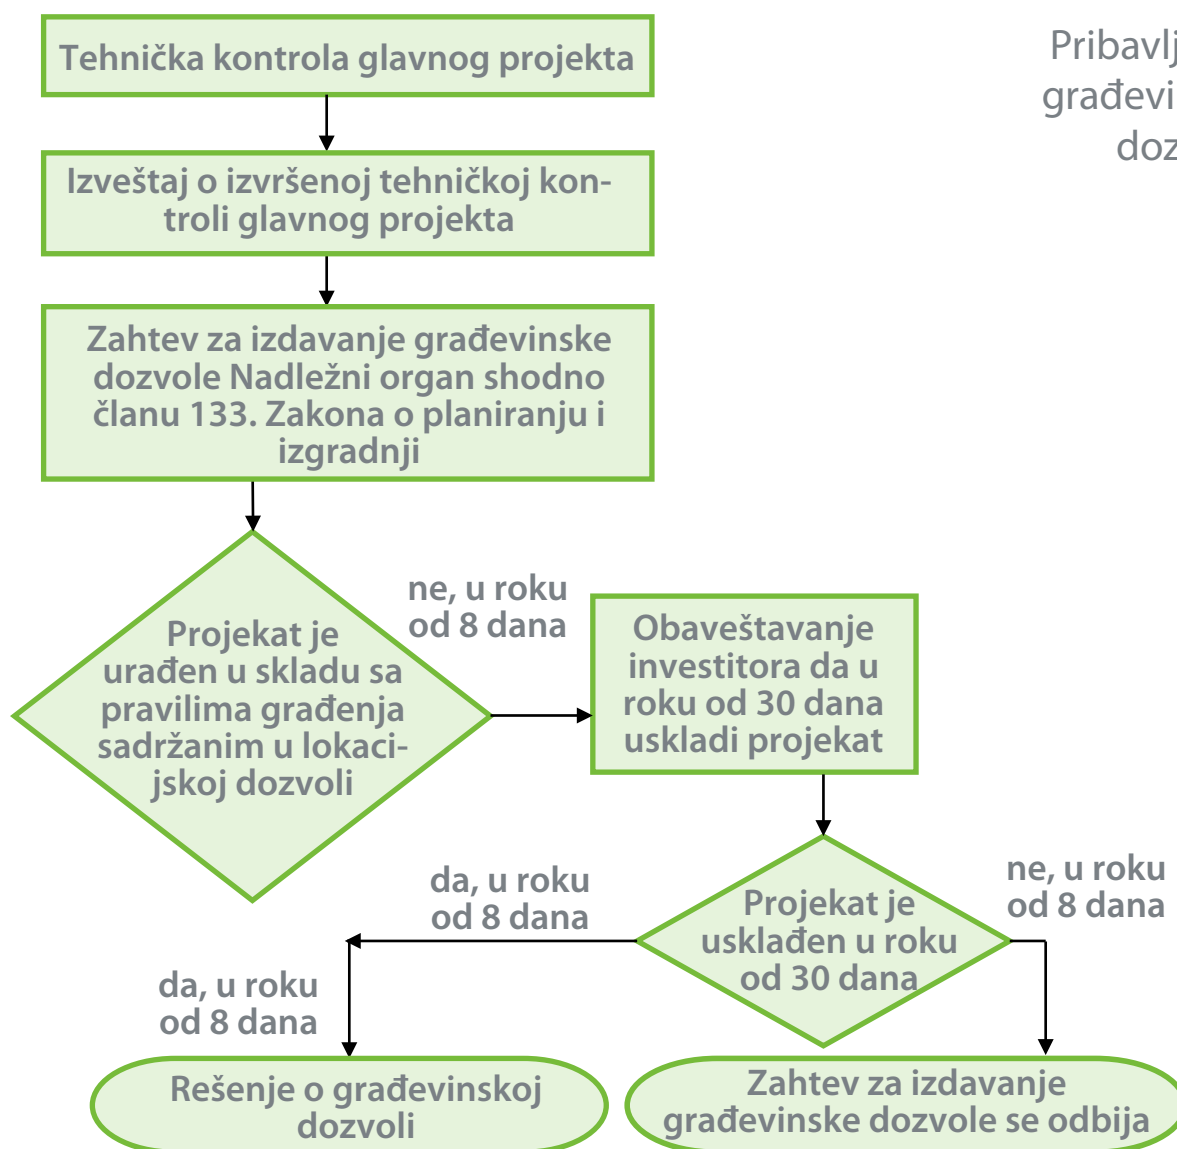 Tehnička kontrola glavnog projekta
Pribavlj
građevi
doz
Izveštaj o izvršenoj tehničkoj kon-
troli glavnog projekta
Zahtev za izdavanje građevinske
dozvole Nadležni organ shodno
članu 133. Zakona o planiranju i
izgradnji
Projekat je
urađen u skladu sa
pravilima građenja
sadržanim u lokaci-
jskoj dozvoli
ne, u roku
od 8 dana
Obaveštavanje
investitora da u
roku od 30 dana
uskladi projekat
Projekat je
usklađen u roku
od 30 dana
da, u roku
od 8 dana
ne, u roku
od 8 dana
da, u roku
od 8 dana
Rešenje o građevinskoj
dozvoli
Zahtev za izdavanje
građevinske dozvole se odbija